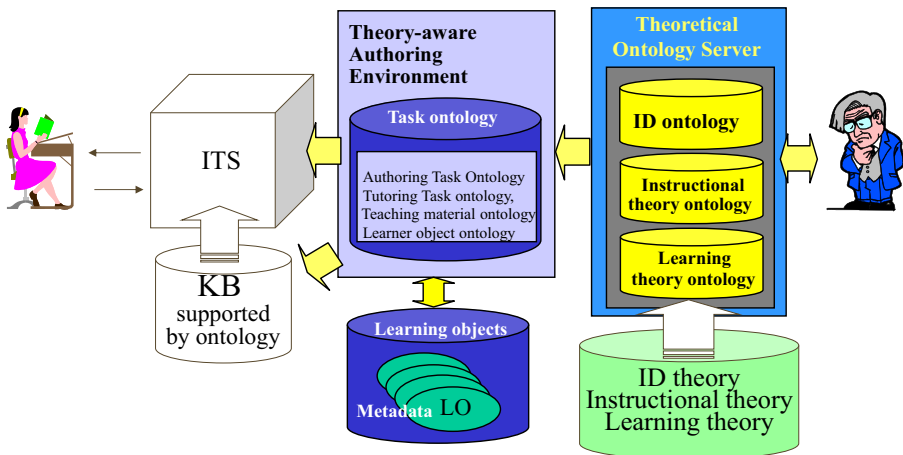 Theory-aware
Authoring
Environment
Task ontology
Authoring Task Ontology
Tutoring Task ontology,
Teaching material ontology
Learner object ontology
Theoretical
Ontology Server
ID ontology
Instructional
theory ontology
Learning
theory ontology
ITS
KB
supported
by ontology
Learning objects
Metadata
LO
ID theory
Instructional theory
Learning theory